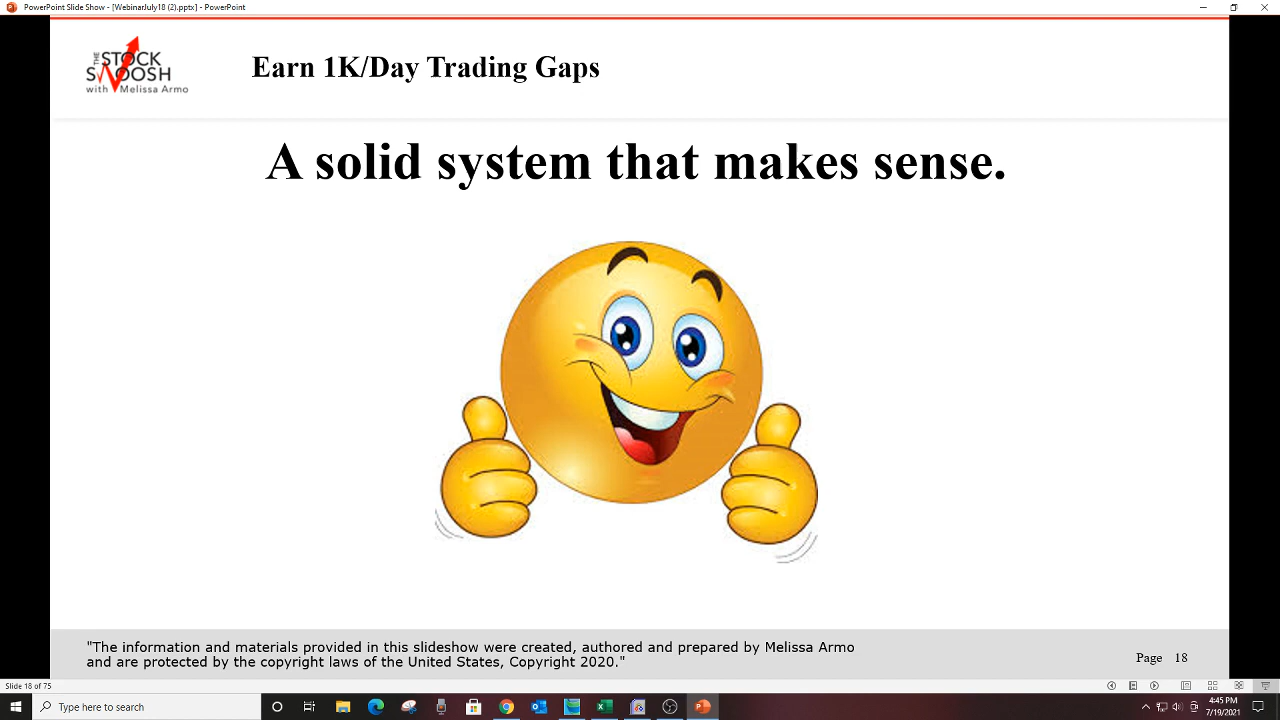 PowerPoint Slide Show - [WebinarJuly18 (2).pptx] - PowerPoint
THE STOCK
SWOOSH
with Melissa Armo
Earn 1K/Day Trading Gaps
A solid system that makes sense.
"The information and materials provided in this slideshow were created, authored and prepared by Melissa Armo
and are protected by the copyright laws of the United States, Copyright 2020."
Page 18
Slide 18 of 75
Type here to search
4:45 PM
7/19/2021